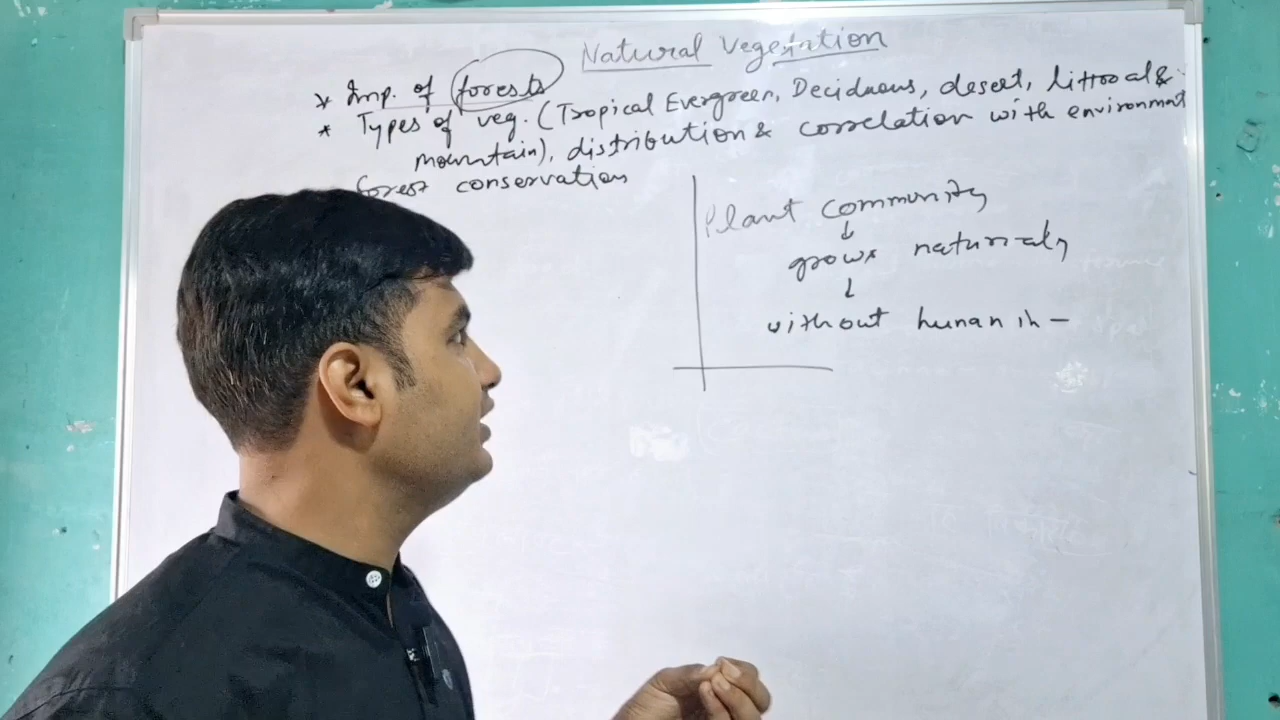 Natural Vegetation
* Imp. of forests
* Types of veg. (Tropical Evergreen, Deciduous, desert, littoral &
mountain), distribution & correlation with environment
forest conservation
Plant community
↓
grows naturally
↓
without human in -